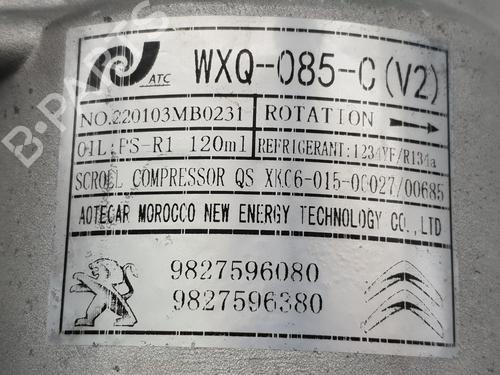 ATC
WXQ-085-C(V2)
NO.220103MB0231
ROTATION
OIL:PS-R1 120ml
REFRIGERANT:1234YF/R134a
SCROLL COMPRESSOR QS XKC6-015-00027/00685
AOTECAR MOROCCO NEW ENERGY TECHNOLOGY CO.,LTD
9827596080
9827596380
B-PARTS